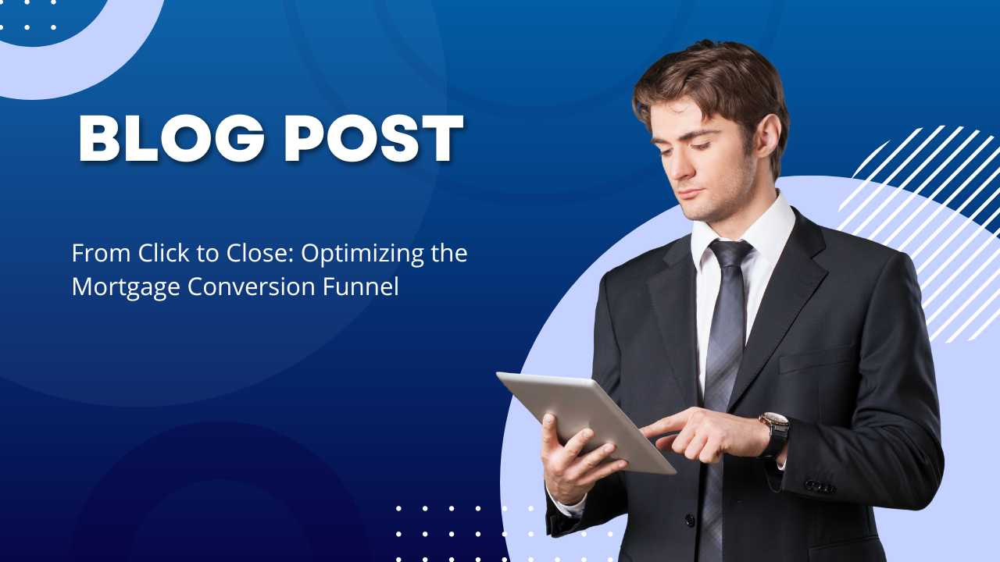 BLOG POST
From Click to Close: Optimizing the
Mortgage Conversion Funnel